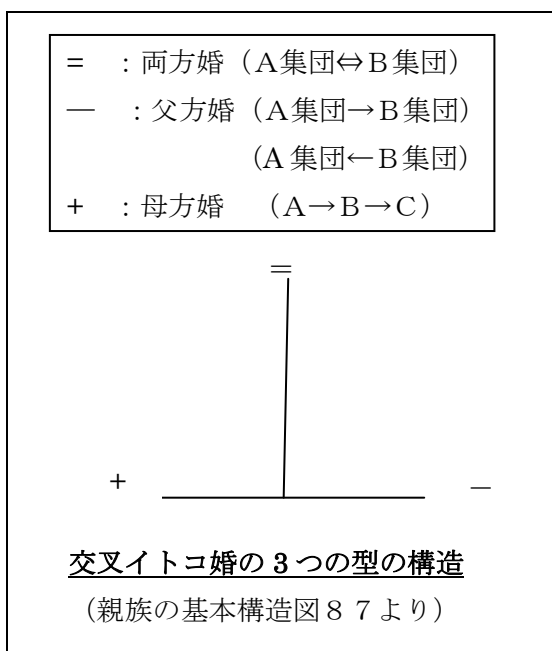 = ：両方婚（Ａ集団⇔Ｂ集団）
― ：父方婚（Ａ集団→Ｂ集団）
（A 集団←Ｂ集団）
+ ：母方婚 （Ａ→Ｂ→Ｃ）
=
+ ―
交叉イトコ婚の 3 つの型の構造
（親族の基本構造図８７より）